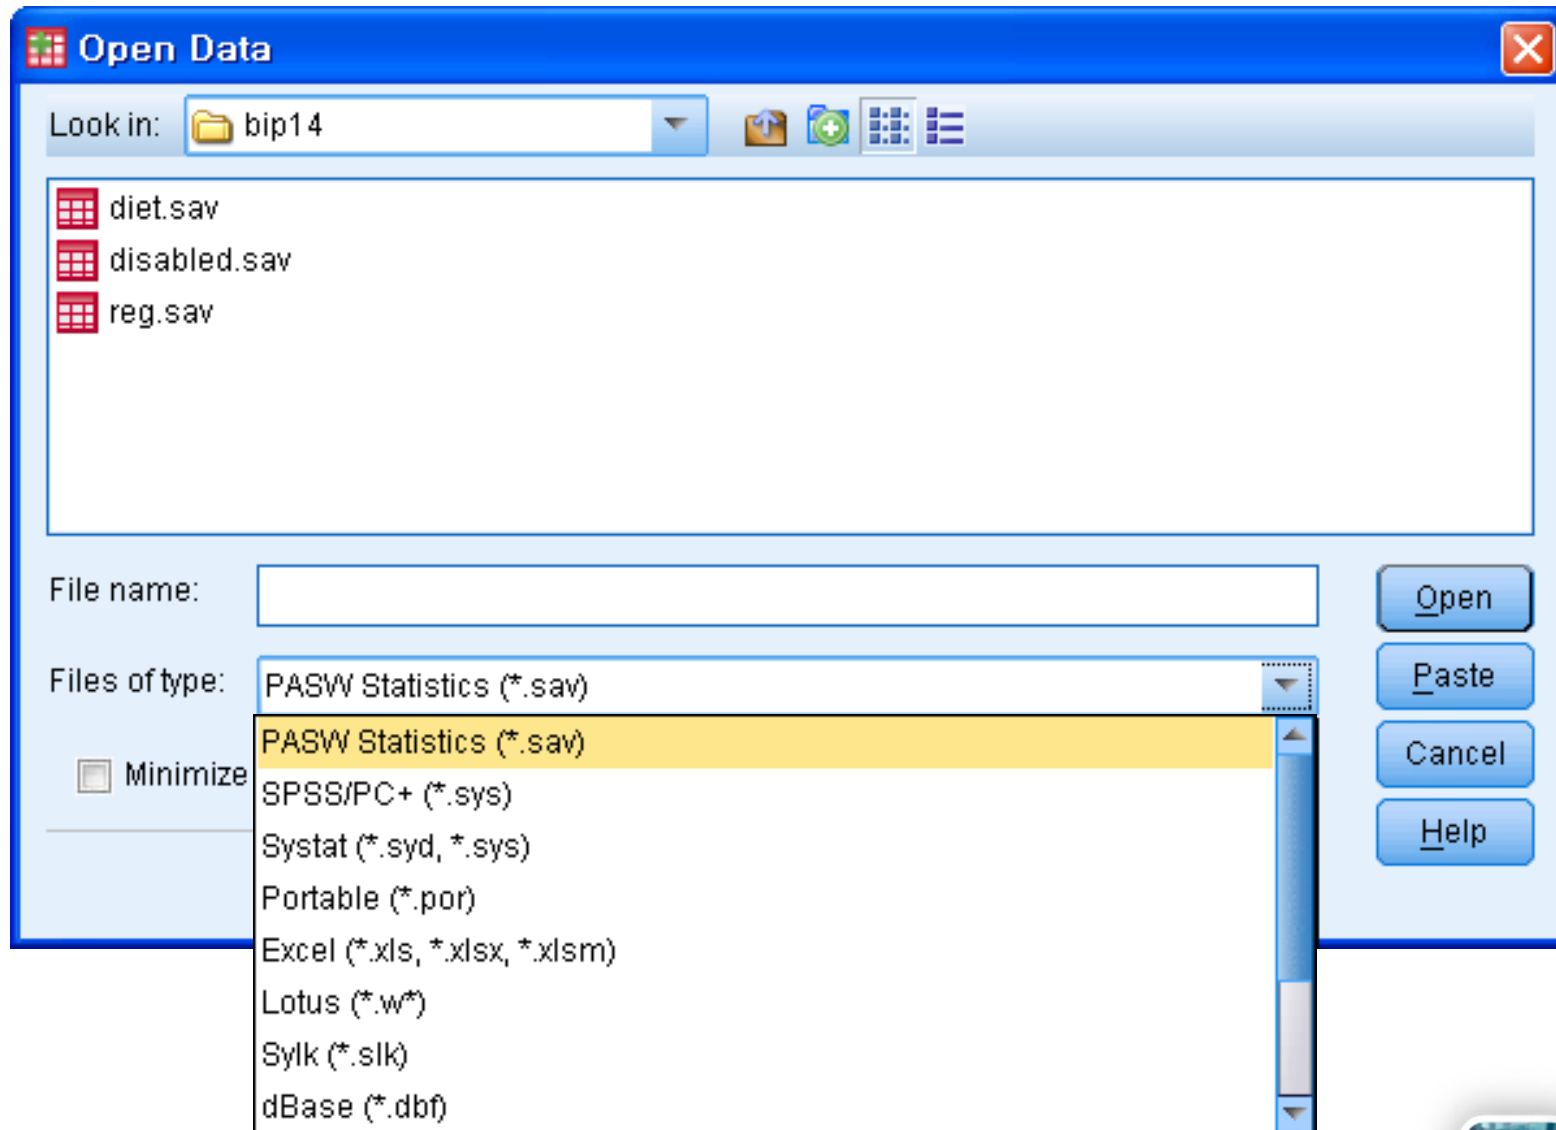 Open Data
Look in: bip14
diet.sav
disabled.sav
reg.sav
File name:
Open
Files of type: PASW Statistics (*.sav)
Paste
PASW Statistics (*.sav)
Cancel
Minimize
SPSS/PC+ (*.sys)
Help
Systat (*.syd, *.sys)
Portable (*.por)
Excel (*.xls, *.xlsx, *.xlsm)
Lotus (*.w*)
Sylk (*.slk)
dBase (*.dbf)